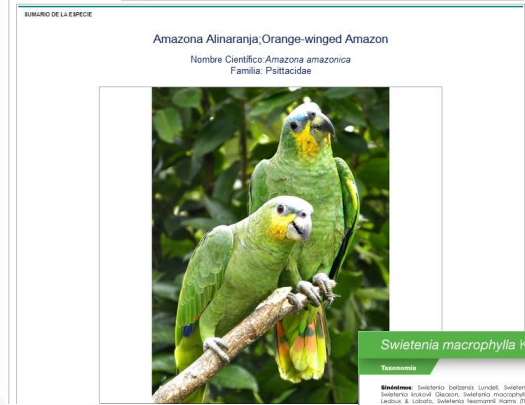 SUMARIO DE LA ESPECIE
Amazona Alinaranja;Orange-winged Amazon
Nombre Científico:Amazona amazonica
Familia: Psittacidae
Swietenia macrophylla K
Taxonomía
Sinónimos: Swietenia belizensis Lundell, Swieten
Swietenia krukovii Gleason, Swietenia macrophyll
Ledoux & Lobato, Swietenia tessmannii Harms (T